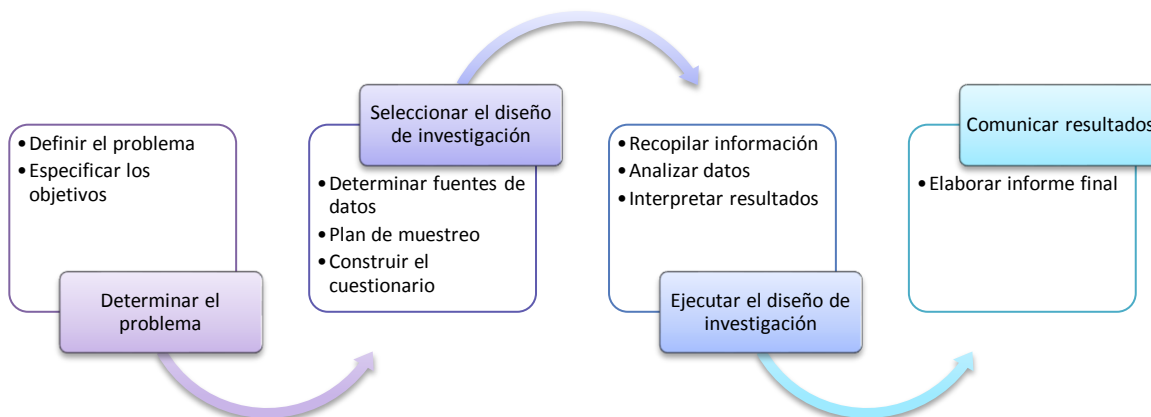 • Definir el problema
• Especificar los
objetivos
Determinar el
problema
Seleccionar el diseño
de investigación
• Determinar fuentes de
datos
• Plan de muestreo
• Construir el
cuestionario
• Recopilar información
• Analizar datos
• Interpretar resultados
Ejecutar el diseño de
investigación
Comunicar resultados
• Elaborar informe final